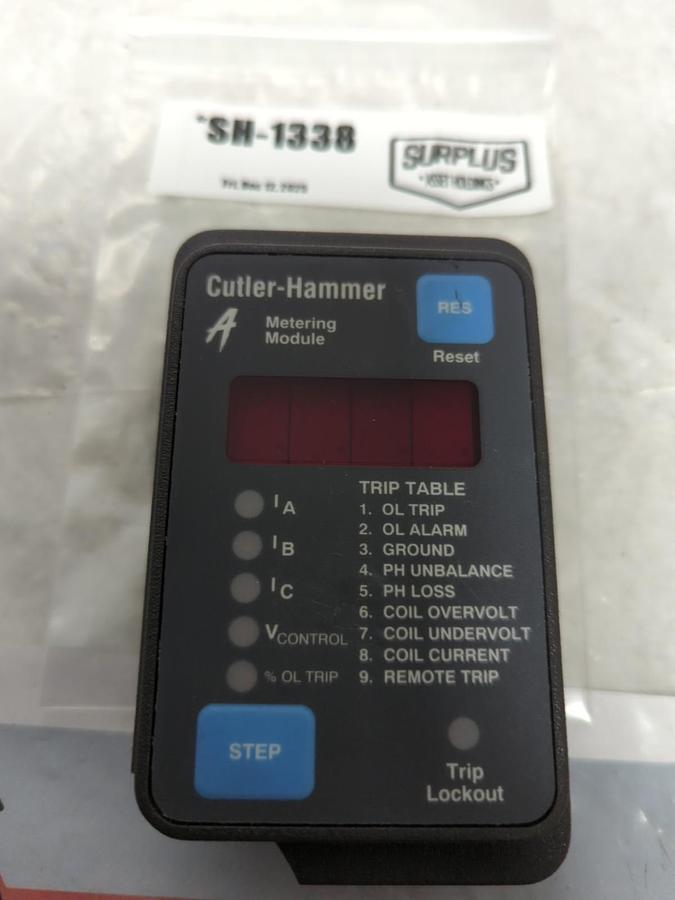 *SH-1338
SURPLUS
ASSET HOLDINGS
Cutler-Hammer
A
Metering
Module
RES
Reset
TRIP TABLE
1. OL TRIP
2. OL ALARM
3. GROUND
4. PH UNBALANCE
5. PH LOSS
6. COIL OVERVOLT
7. COIL UNDERVOLT
8. COIL CURRENT
9. REMOTE TRIP
IA
IB
IC
VCONTROL
% OL TRIP
STEP
Trip
Lockout